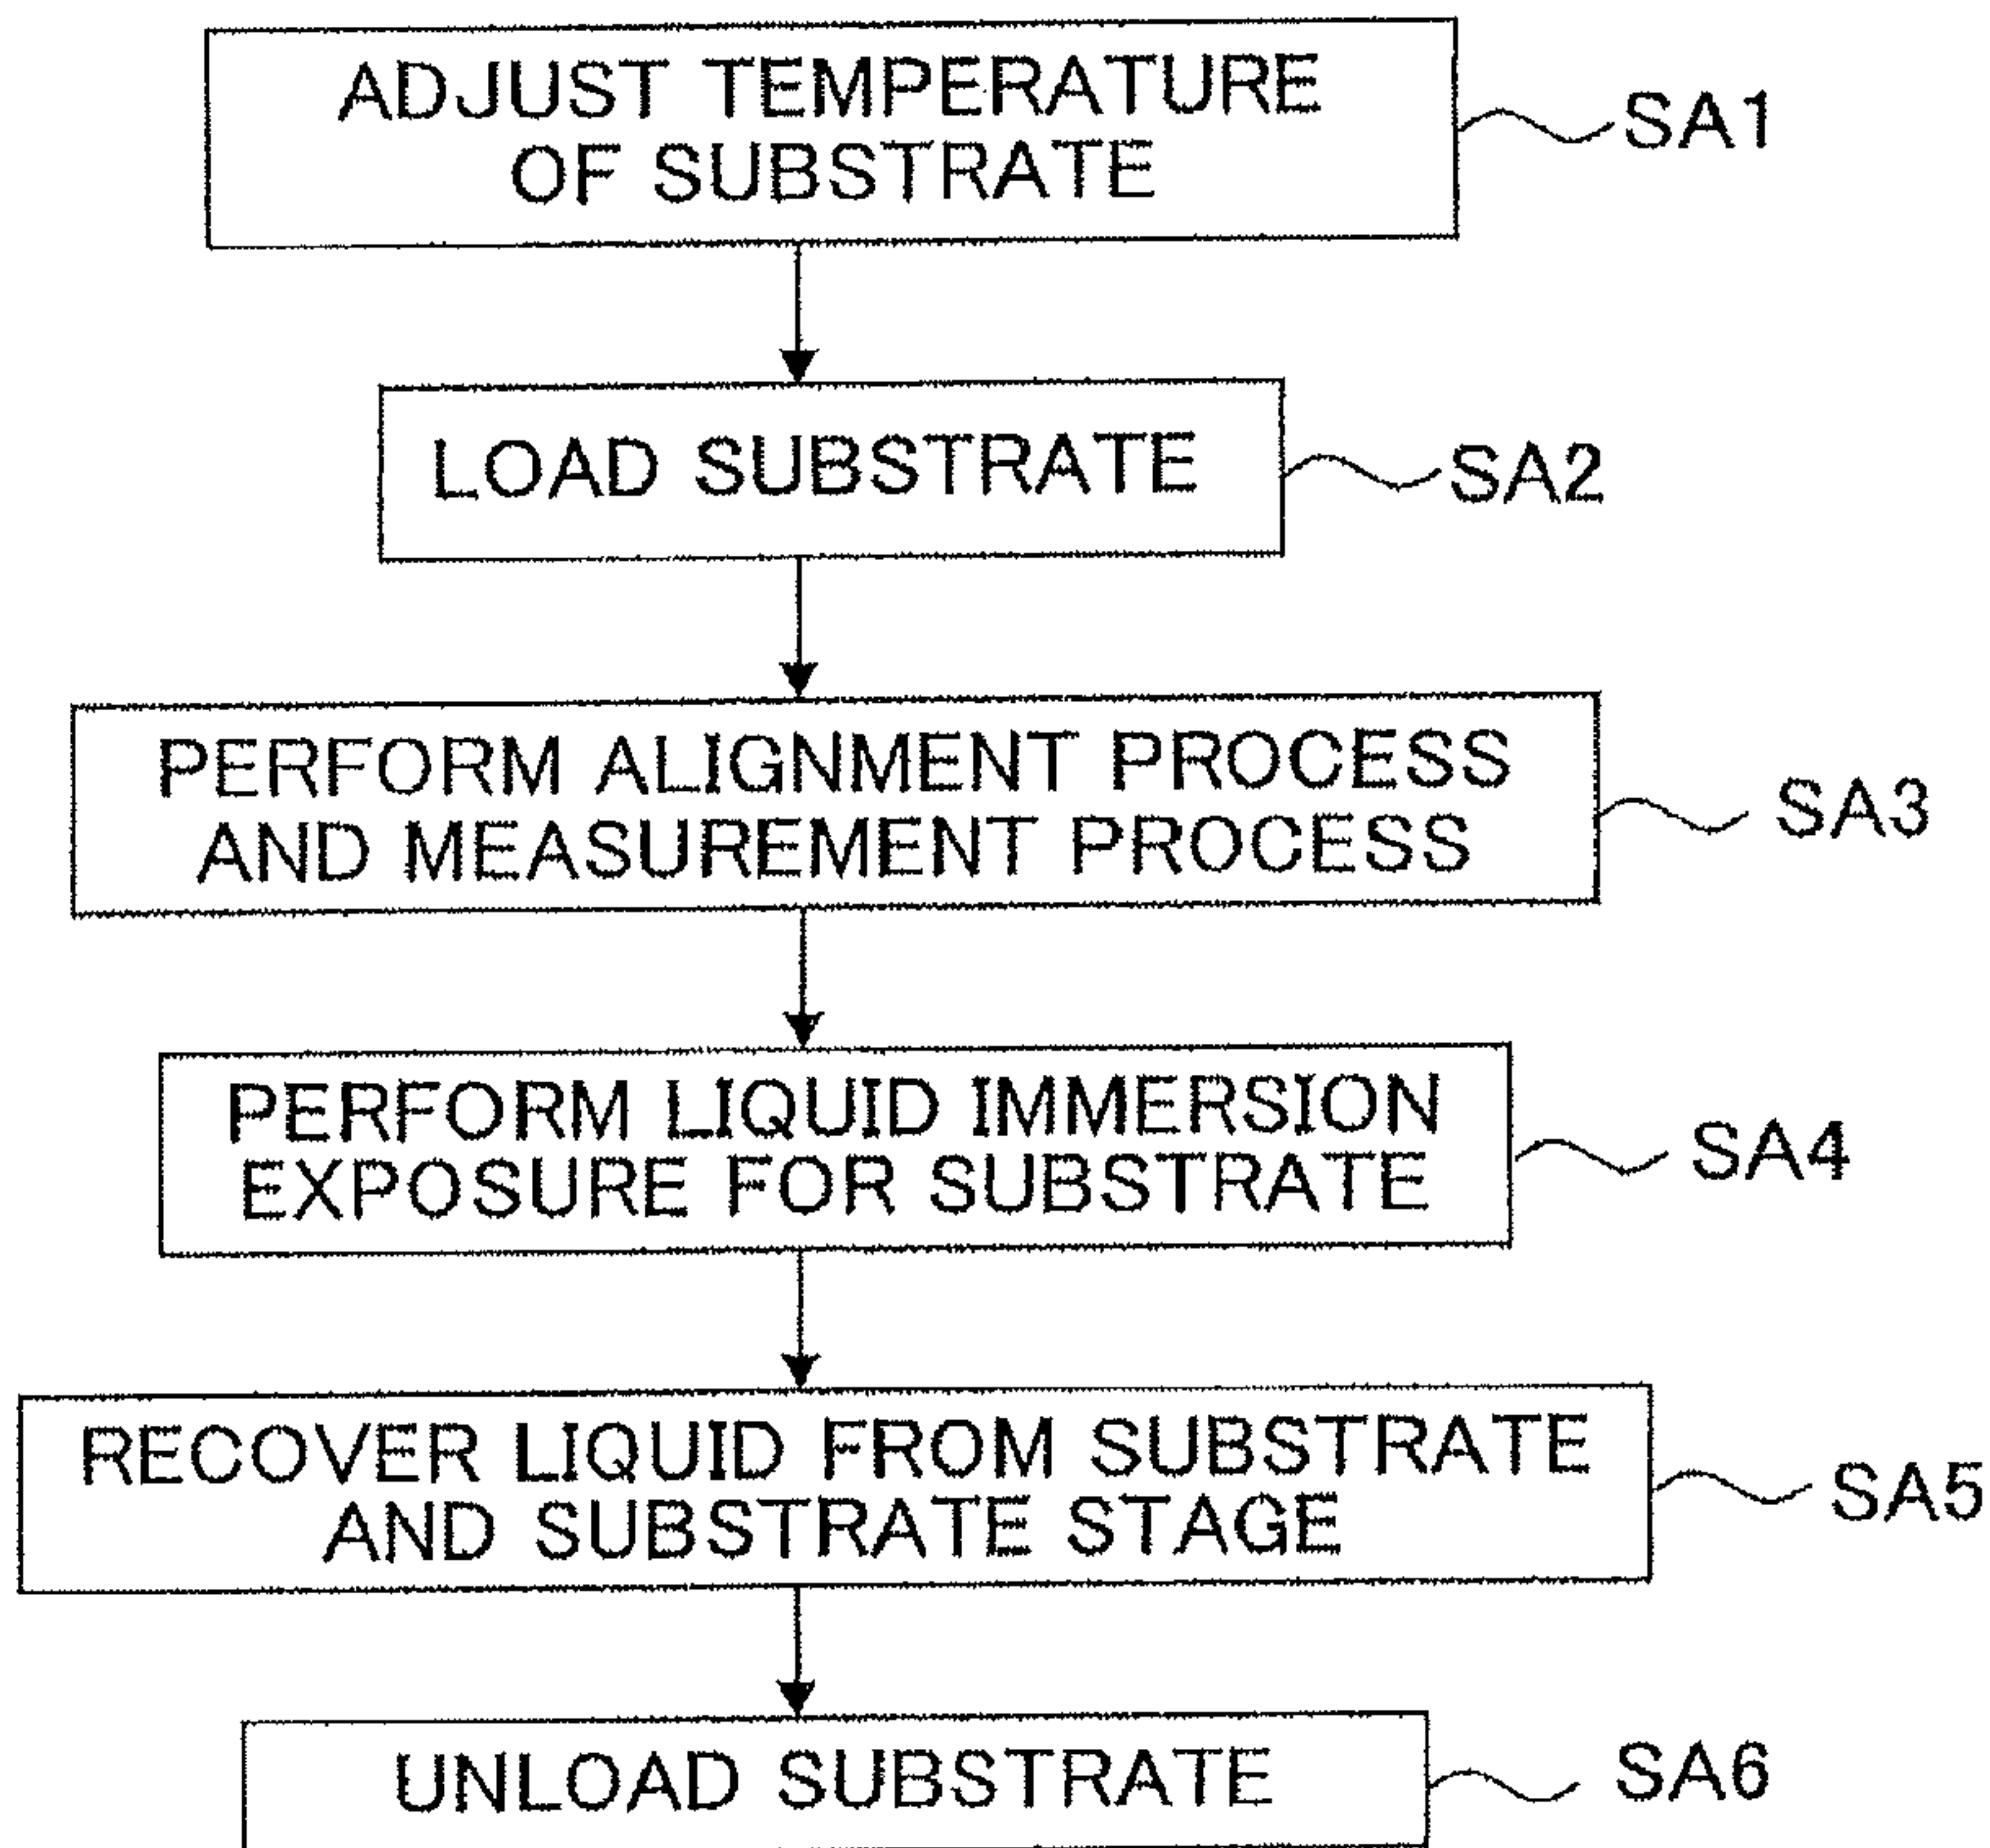 ADJUST TEMPERATURE
OF SUBSTRATE
SA1
LOAD SUBSTRATE
SA2
PERFORM ALIGNMENT PROCESS
AND MEASUREMENT PROCESS
SA3
PERFORM LIQUID IMMERSION
EXPOSURE FOR SUBSTRATE
SA4
RECOVER LIQUID FROM SUBSTRATE
AND SUBSTRATE STAGE
SA5
UNLOAD SUBSTRATE
SA6